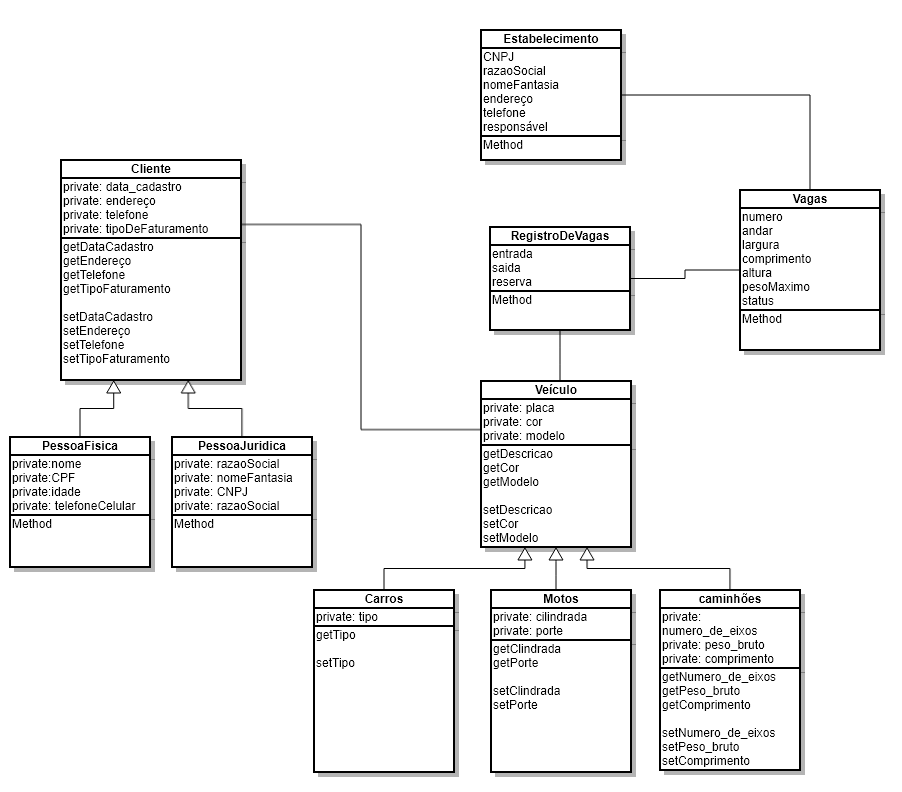 Estabelecimento
CNPJ
razaoSocial
nomeFantasia
endereço
telefone
responsável
Method
Cliente
private: data_cadastro
private: endereço
private: telefone
private: tipoDeFaturamento
getDataCadastro
getEndereço
getTelefone
getTipoFaturamento
setDataCadastro
setEndereço
setTelefone
setTipoFaturamento
Vagas
numero
andar
largura
comprimento
altura
pesoMaximo
status
Method
RegistroDeVagas
entrada
saida
reserva
Method
Veículo
private: placa
private: cor
private: modelo
getDescricao
getCor
getModelo
setDescricao
setCor
setModelo
PessoaFisica
private:nome
private:CPF
private:idade
private: telefoneCelular
Method
PessoaJuridica
private: razaoSocial
private: nomeFantasia
private: CNPJ
private: razaoSocial
Method
Carros
private: tipo
getTipo
setTipo
Motos
private: cilindrada
private: porte
getClindrada
getPorte
setClindrada
setPorte
caminhões
private:
numero_de_eixos
private: peso_bruto
private: comprimento
getNumero_de_eixos
getPeso_bruto
getComprimento
setNumero_de_eixos
setPeso_bruto
setComprimento